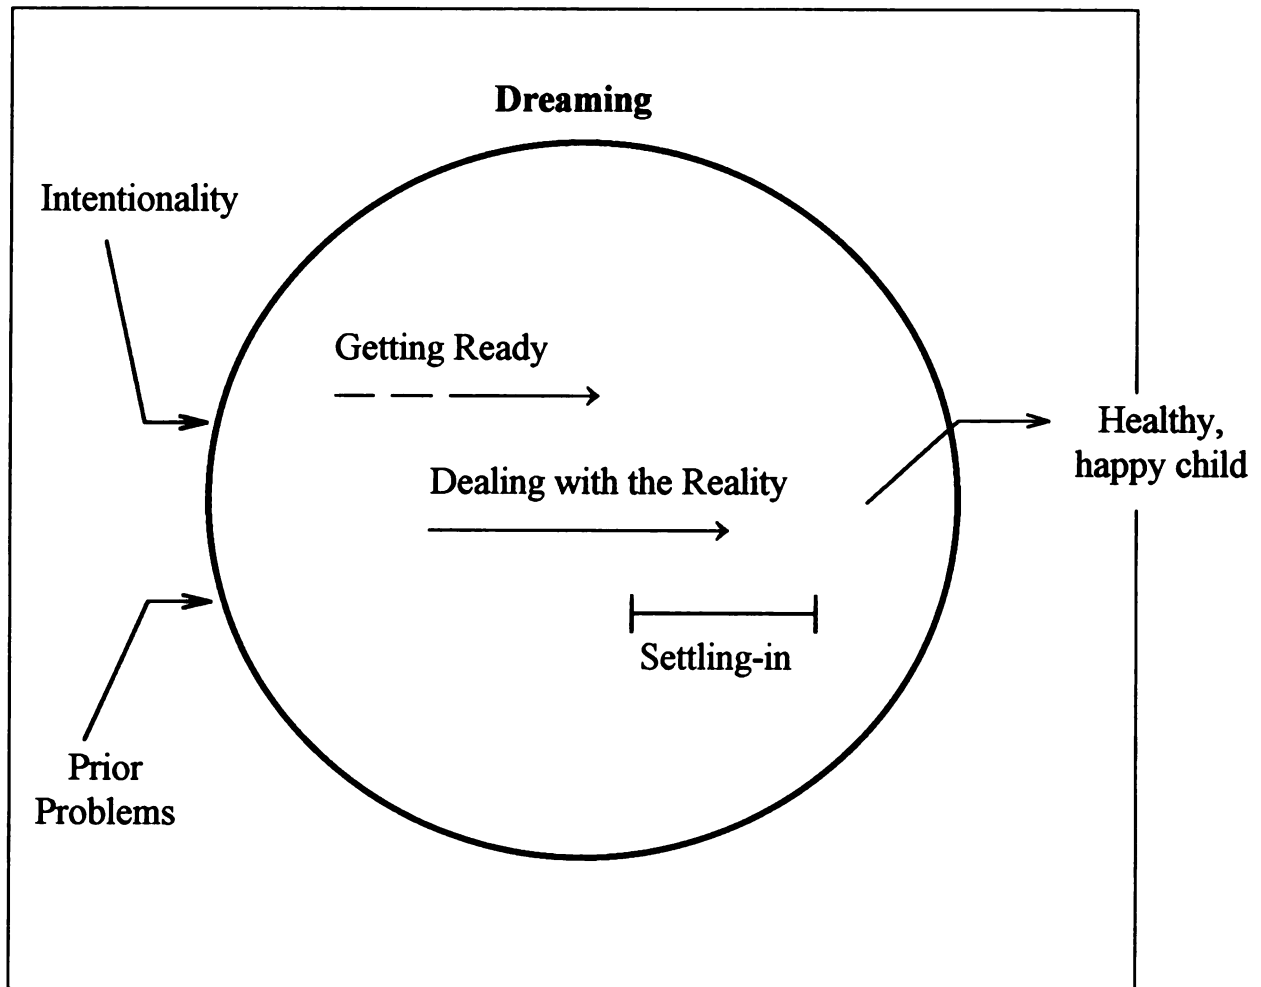 Dreaming
Intentionality
Getting Ready
Healthy,
happy child
Dealing with the Reality
Settling-in
Prior
Problems